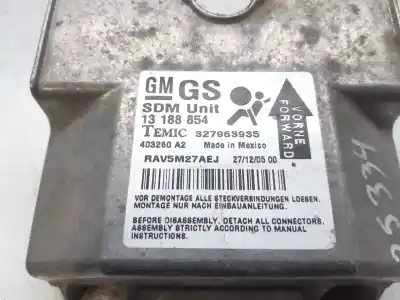 GM GS
SDM Unit
13 188 854
TEMIC 327963935
403260 A2 Made in Mexico
RAV5M27AEJ 27/12/05 00
VORNE
FORWARD
VOR DEMONTAGE ALLE STECKVERBINDUNGEN LOESEN.
MONTAGE NUR NACH EINBAUANLEITUNG
BEFORE DISASSEMBLY, DETACH ALL CONNECTORS.
ASSEMBLY STRICTLY ACCORDING TO MANUAL
INSTRUCTIONS.